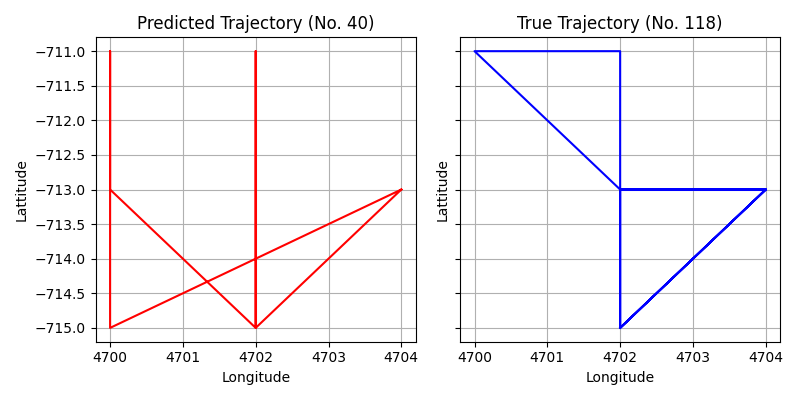 Predicted Trajectory (No. 40)
True Trajectory (No. 118)
Lattitude
−711.0
−711.5
−712.0
−712.5
−713.0
−713.5
−714.0
−714.5
−715.0
4700 4701 4702 4703 4704
Longitude
Lattitude
4700 4701 4702 4703 4704
Longitude